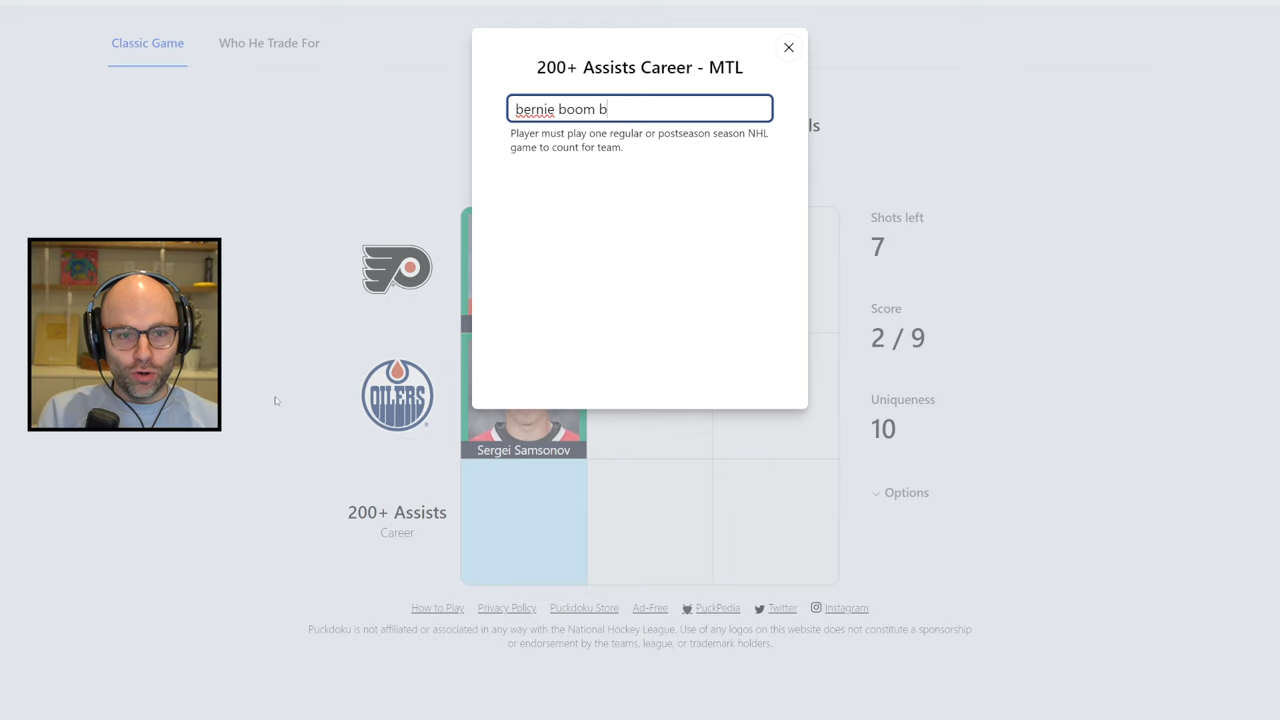 Classic Game
Who He Trade For
200+ Assists Career - MTL
bernie boom b
Player must play one regular or postseason season NHL
game to count for team.
ls
Shots left
7
OILERS
Score
2 / 9
Uniqueness
10
Sergei Samsonov
Options
200+ Assists
Career
How to Play Privacy Policy Puckdoku Store Ad-Free PuckPedia Twitter Instagram
Puckdoku is not affiliated or associated in any way with the National Hockey League. Use of any logos on this website does not constitute a sponsorship
or endorsement by the teams, league, or trademark holders.